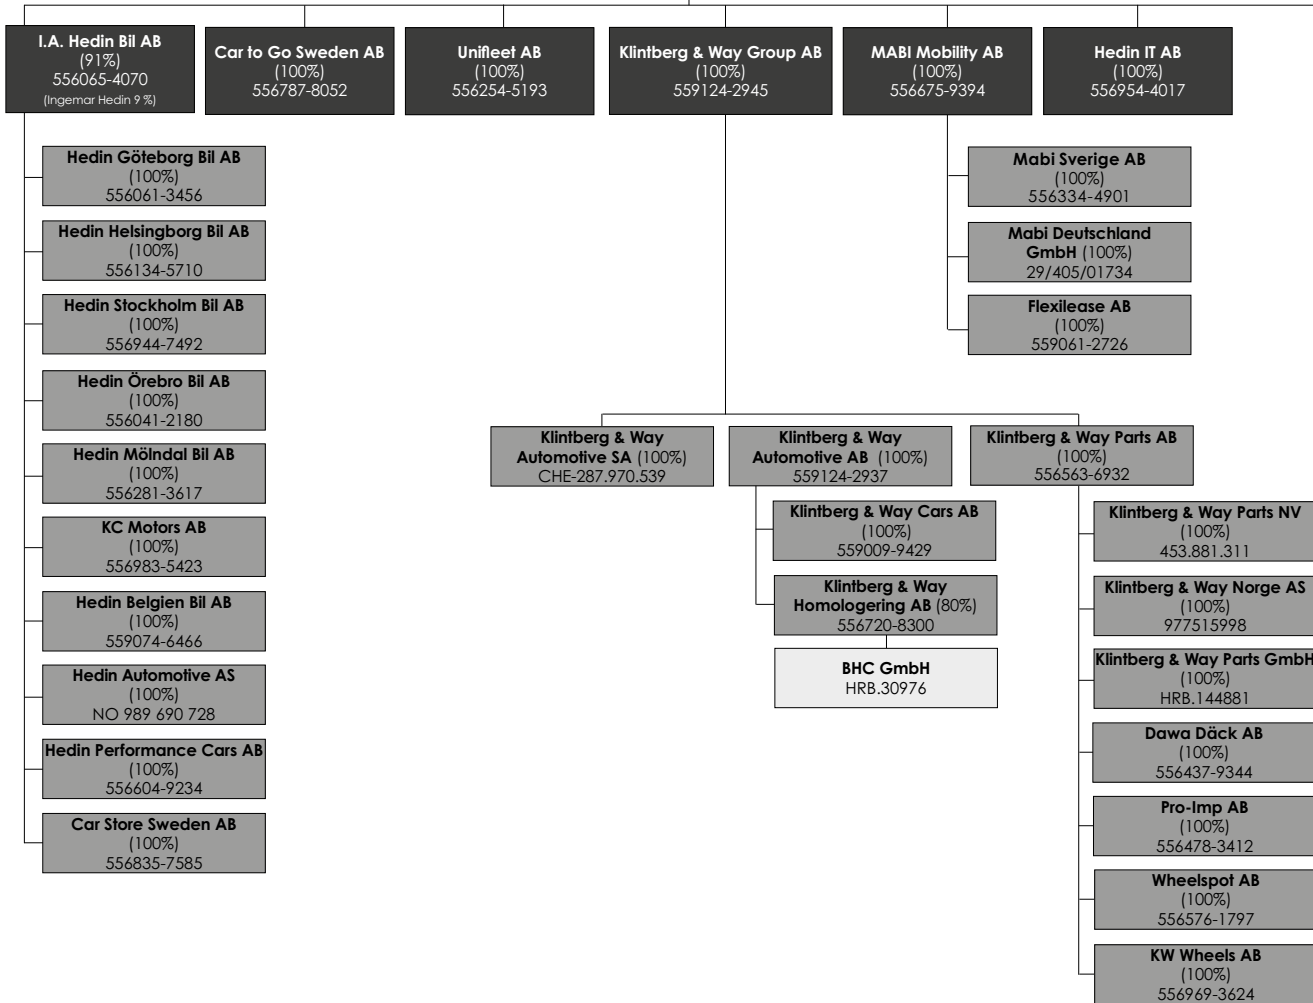 I.A. Hedin Bil AB
(91%)
556065-4070
(Ingemar Hedin 9 %)
Car to Go Sweden AB
(100%)
556787-8052
Unifleet AB
(100%)
556254-5193
Klintberg & Way Group AB
(100%)
559124-2945
MABI Mobility AB
(100%)
556675-9394
Hedin IT AB
(100%)
556954-4017
Hedin Göteborg Bil AB
(100%)
556061-3456
Hedin Helsingborg Bil AB
(100%)
556134-5710
Hedin Stockholm Bil AB
(100%)
556944-7492
Hedin Örebro Bil AB
(100%)
556041-2180
Hedin Mölndal Bil AB
(100%)
556281-3617
KC Motors AB
(100%)
556983-5423
Hedin Belgien Bil AB
(100%)
559074-6466
Hedin Automotive AS
(100%)
NO 989 690 728
Hedin Performance Cars AB
(100%)
556604-9234
Car Store Sweden AB
(100%)
556835-7585
Mabi Sverige AB
(100%)
556334-4901
Mabi Deutschland
GmbH (100%)
29/405/01734
Flexilease AB
(100%)
559061-2726
Klintberg & Way
Automotive SA (100%)
CHE-287.970.539
Klintberg & Way
Automotive AB (100%)
559124-2937
Klintberg & Way Cars AB
(100%)
559009-9429
Klintberg & Way
Homologering AB (80%)
556720-8300
BHC GmbH
HRB.30976
Klintberg & Way Parts AB
(100%)
556563-6932
Klintberg & Way Parts NV
(100%)
453.881.311
Klintberg & Way Norge AS
(100%)
977515998
Klintberg & Way Parts GmbH
(100%)
HRB.144881
Dawa Däck AB
(100%)
556437-9344
Pro-Imp AB
(100%)
556478-3412
Wheelspot AB
(100%)
556576-1797
KW Wheels AB
(100%)
556969-3624